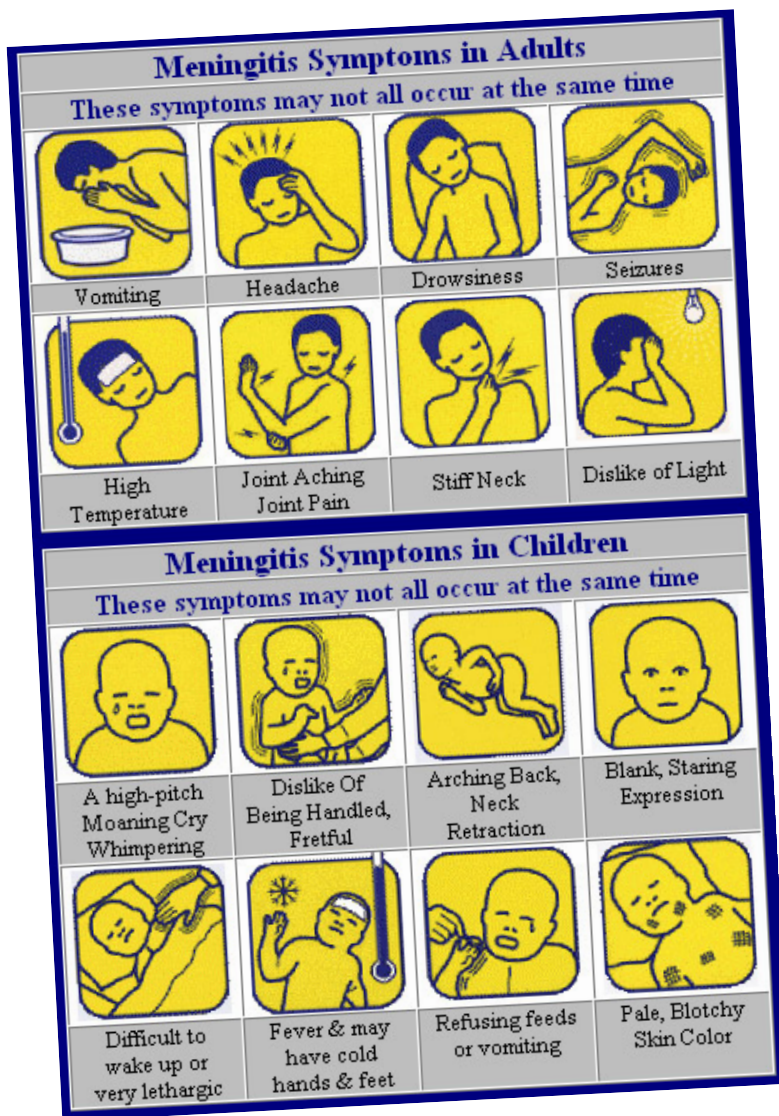 Meningitis Symptoms in Adults
These symptoms may not all occur at the same time
Vomiting
Headache
Drowsiness
Seizures
High
Temperature
Joint Aching
Joint Pain
Stiff Neck
Dislike of Light
Meningitis Symptoms in Children
These symptoms may not all occur at the same time
A high-pitch
Moaning Cry
Whimpering
Dislike Of
Being Handled,
Fretful
Arching Back,
Neck
Retraction
Blank, Staring
Expression
Difficult to
wake up or
very lethargic
Fever & may
have cold
hands & feet
Refusing feeds
or vomiting
Pale, Blotchy
Skin Color